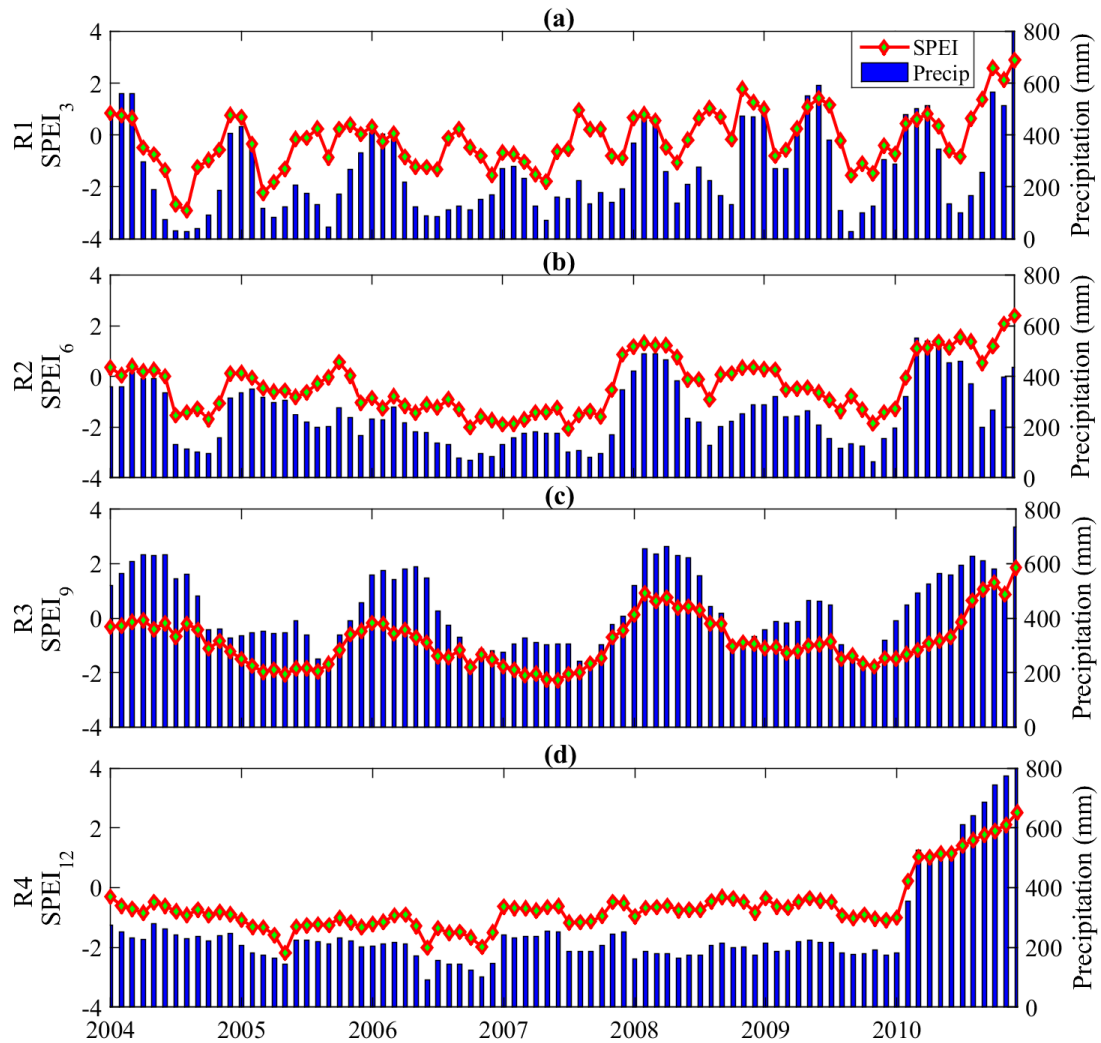 (a)
4
2
0
-2
-4
R1
SPEI3
800
600
400
200
0
Precipitation (mm)
SPEI
Precip
(b)
4
2
0
-2
-4
R2
SPEI6
800
600
400
200
0
Precipitation (mm)
(c)
4
2
0
-2
-4
R3
SPEI9
800
600
400
200
0
Precipitation (mm)
(d)
4
2
0
-2
-4
R4
SPEI12
800
600
400
200
0
Precipitation (mm)
2004 2005 2006 2007 2008 2009 2010